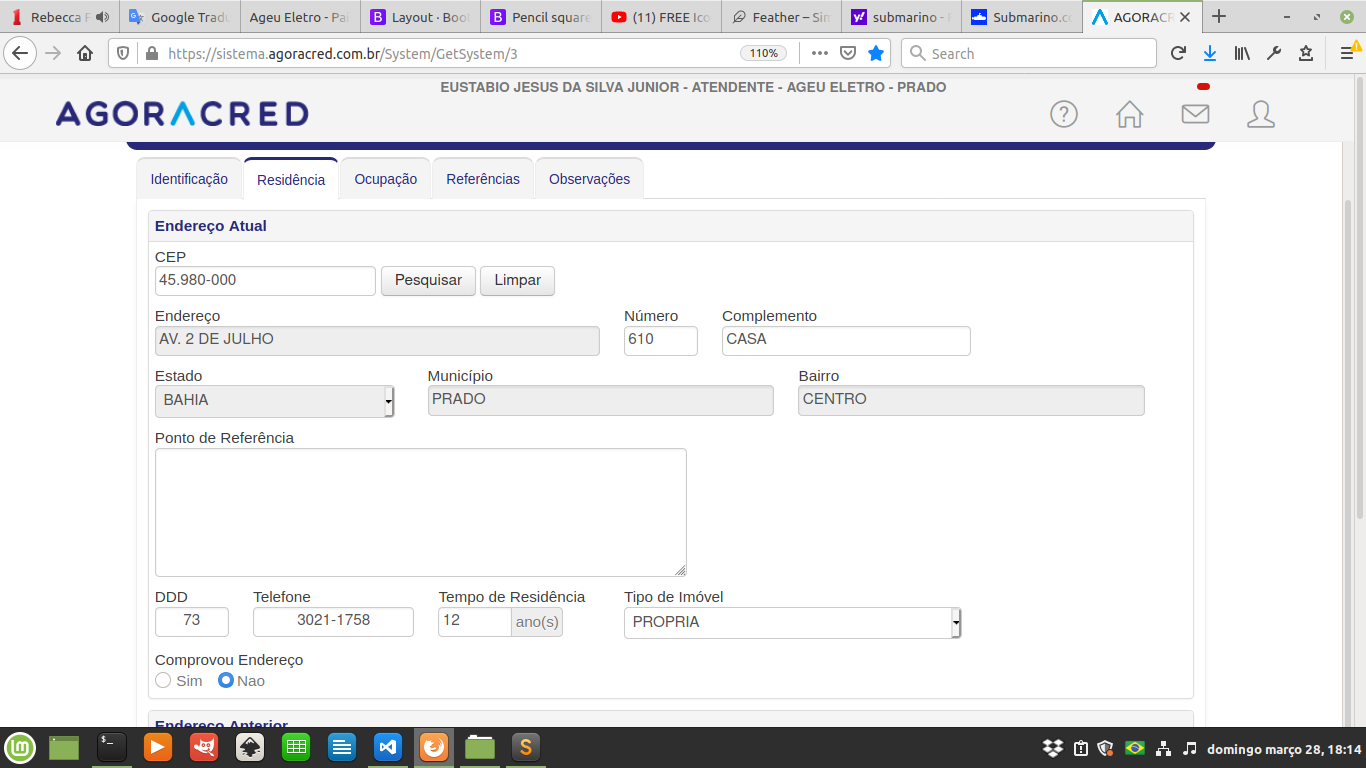 Rebecca F
Google Tradu
Ageu Eletro - Pai
Layout · Boo
Pencil square
(11) FREE Ico
Feather – Sim
submarino - 
Submarino.co
AGORACR
https://sistema.agoracred.com.br/System/GetSystem/3
110%
Search
EUSTABIO JESUS DA SILVA JUNIOR - ATENDENTE - AGEU ELETRO - PRADO
AGORACRED
Identificação
Residência
Ocupação
Referências
Observações
Endereço Atual
CEP
45.980-000
Pesquisar
Limpar
Endereço
Número
Complemento
AV. 2 DE JULHO
610
CASA
Estado
Município
Bairro
BAHIA
PRADO
CENTRO
Ponto de Referência
DDD
Telefone
Tempo de Residência
Tipo de Imóvel
73
3021-1758
12
ano(s)
PROPRIA
Comprovou Endereço
Sim
Nao
Endereço Anterior
domingo março 28, 18:14